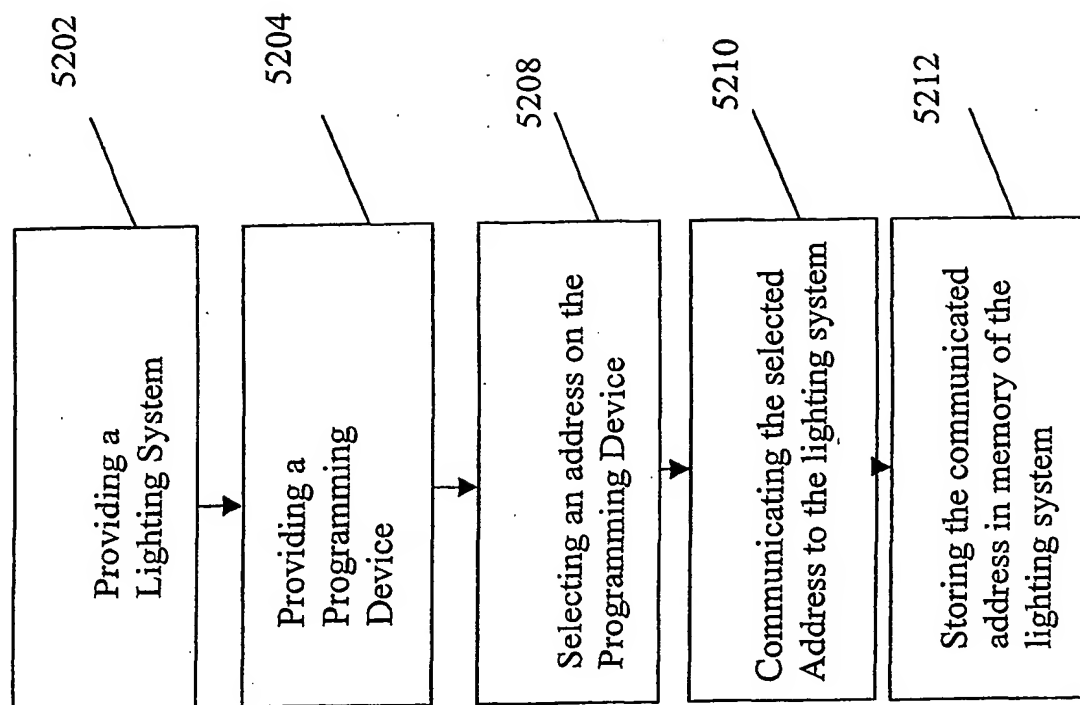 5202
Providing a
Lighting System
5204
Providing a
Programming
Device
5208
Selecting an address on the
Programming Device
5210
Communicating the selected
Address to the lighting system
5212
Storing the communicated
address in memory of the
lighting system